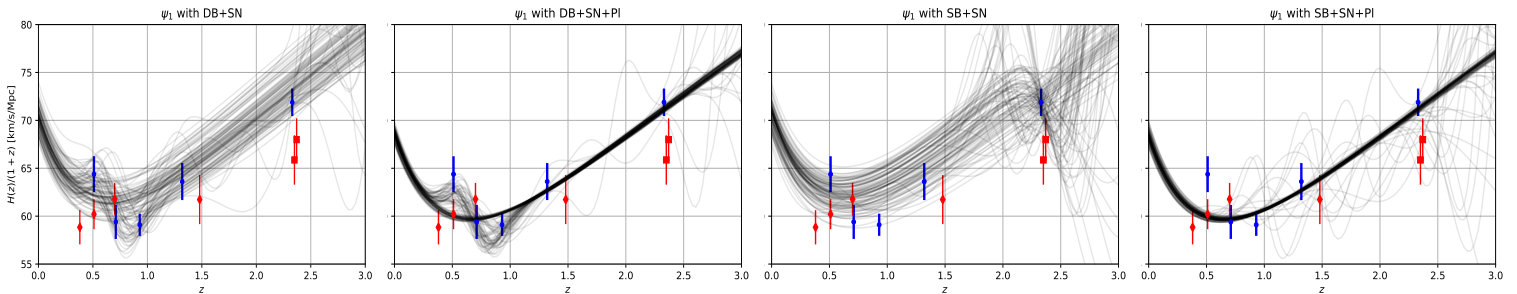 ψ₁ with DB+SN
ψ₁ with DB+SN+Pl
ψ₁ with SB+SN
ψ₁ with SB+SN+Pl
H(z)/(1 + z) [km/s/Mpc]
80
75
70
65
60
55
0.0 0.5 1.0 1.5 2.0 2.5 3.0
0.0 0.5 1.0 1.5 2.0 2.5 3.0
0.0 0.5 1.0 1.5 2.0 2.5 3.0
0.0 0.5 1.0 1.5 2.0 2.5 3.0
z
z
z
z